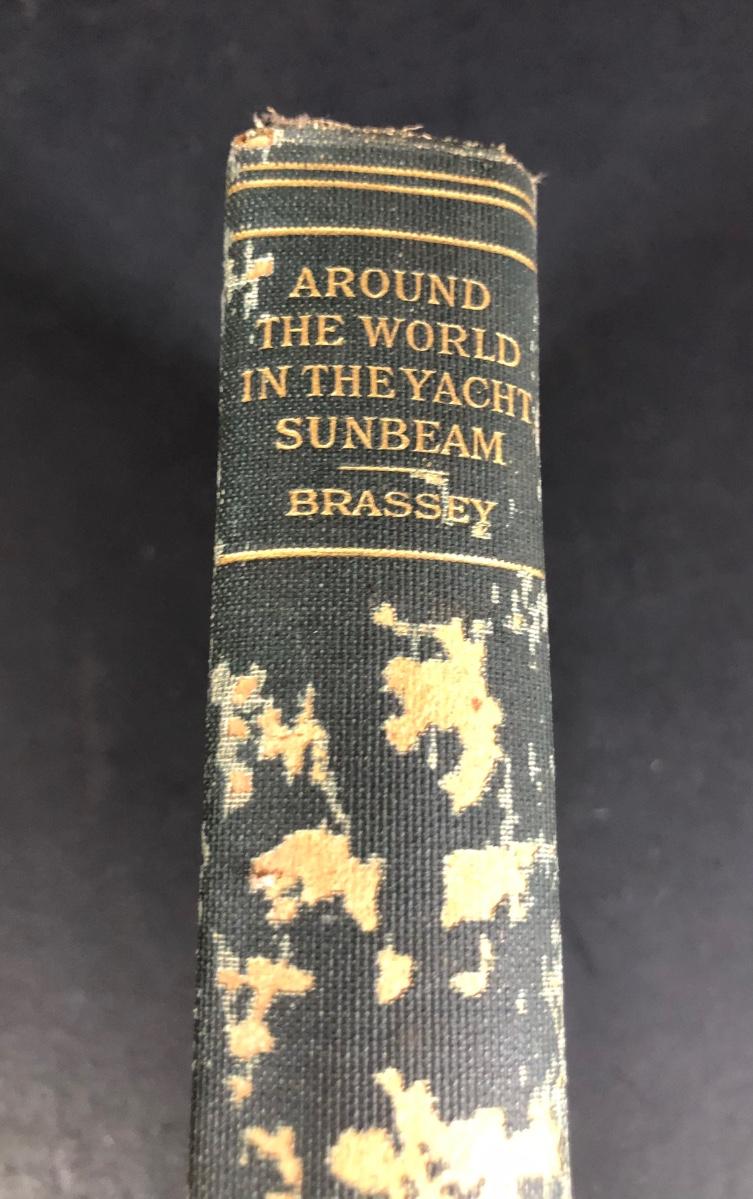 AROUND
THE WORLD
IN THE YACHT
SUNBEAM
BRASSEY